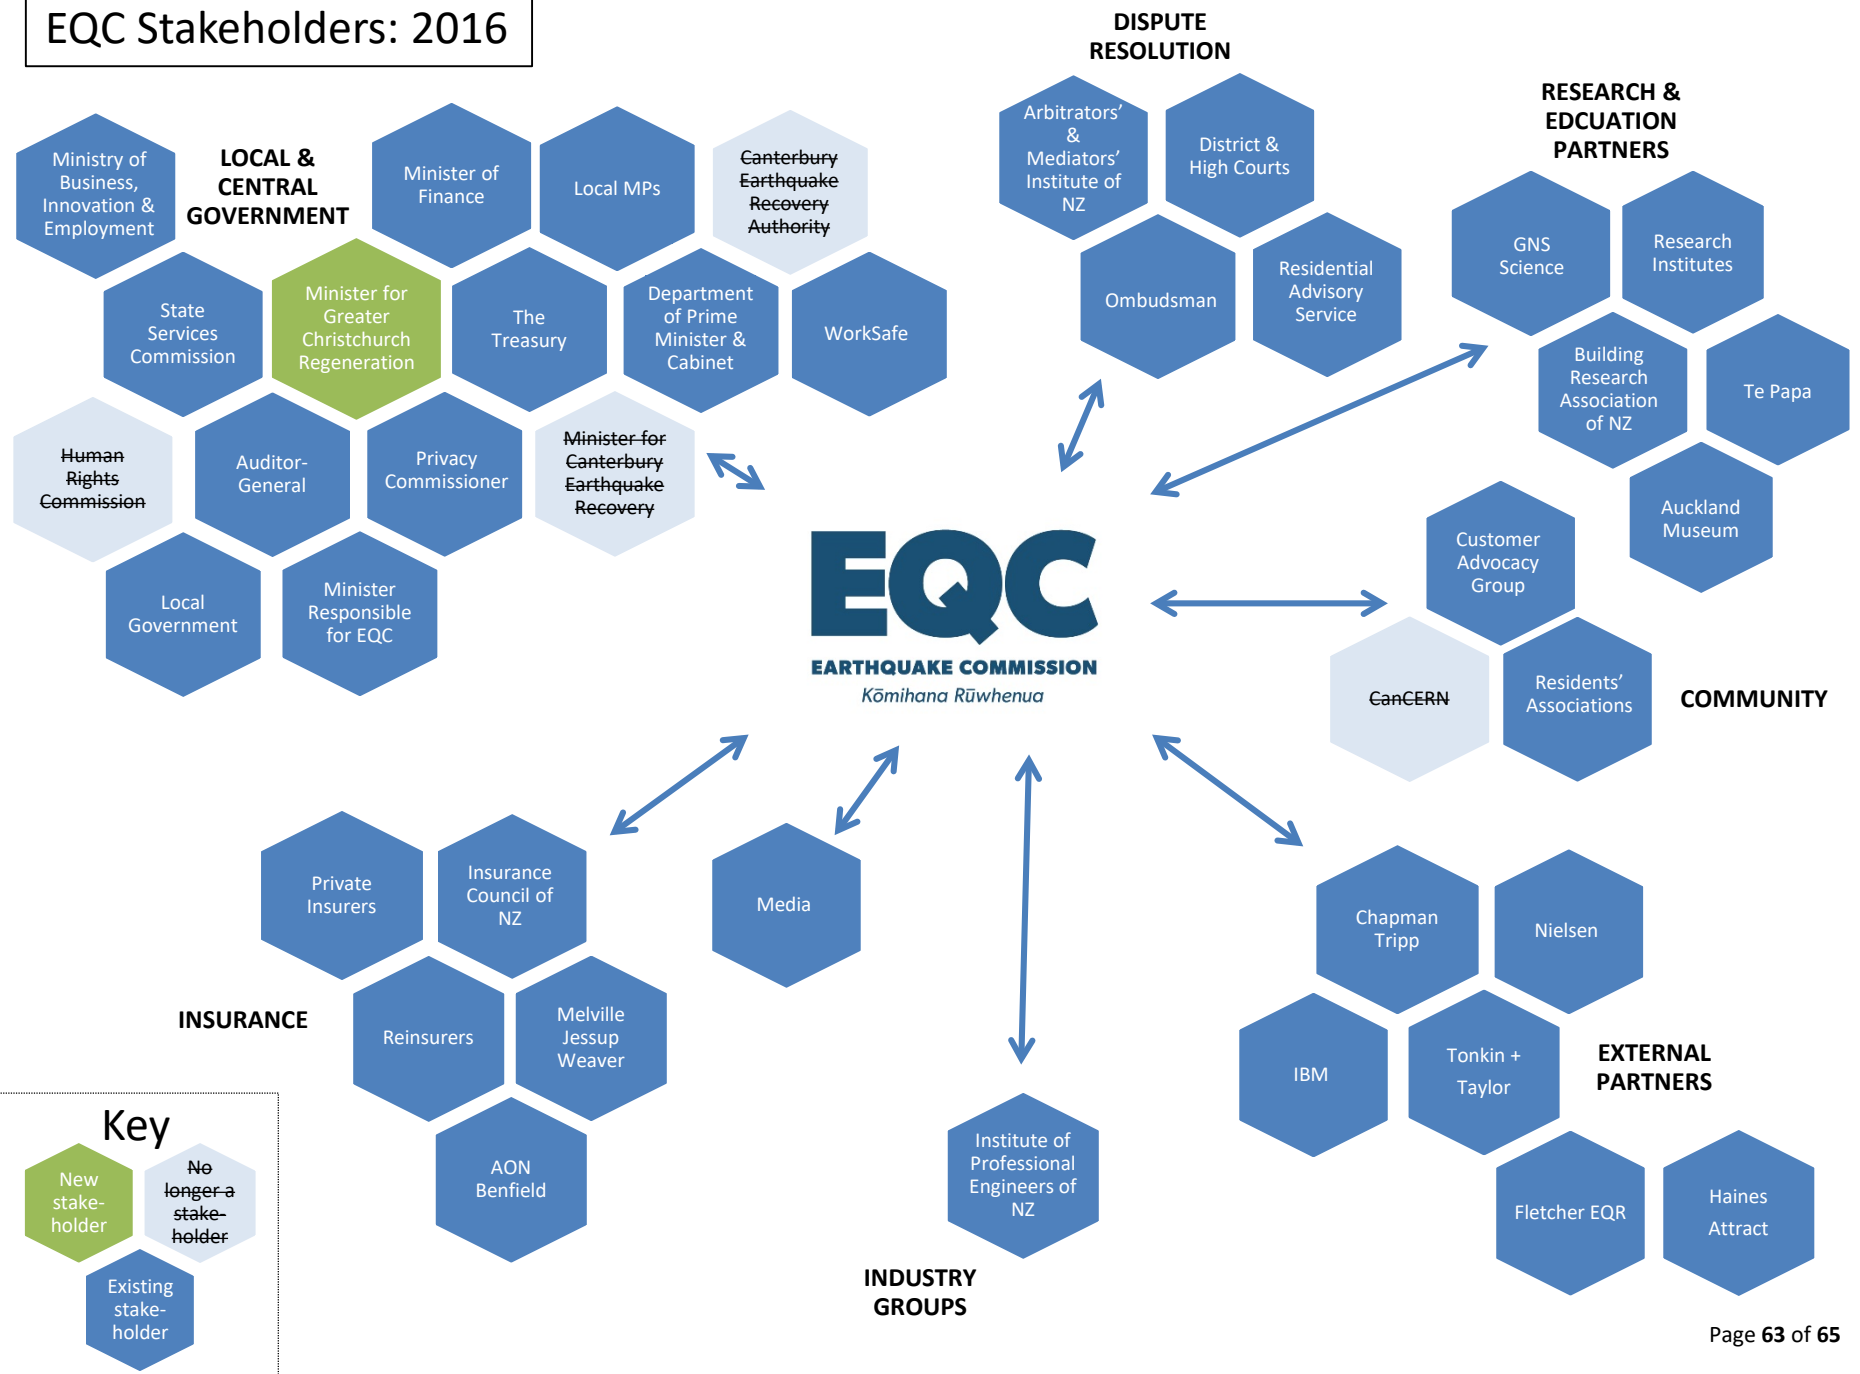 EQC Stakeholders: 2016
LOCAL &
CENTRAL
GOVERNMENT
Ministry of
Business,
Innovation &
Employment
Minister of
Finance
Local MPs
Canterbury
Earthquake
Recovery
Authority
State
Services
Commission
Minister for
Greater
Christchurch
Regeneration
The
Treasury
Department
of Prime
Minister &
Cabinet
WorkSafe
Human
Rights
Commission
Auditor-
General
Privacy
Commissioner
Minister for
Canterbury
Earthquake
Recovery
Local
Government
Minister
Responsible
for EQC
DISPUTE
RESOLUTION
Arbitrators’
&
Mediators’
Institute of
NZ
District &
High Courts
Ombudsman
Residential
Advisory
Service
RESEARCH &
EDCUATION
PARTNERS
GNS
Science
Research
Institutes
Building
Research
Association
of NZ
Te Papa
Auckland
Museum
EQC
EARTHQUAKE COMMISSION
Kōmihana Rūwhenua
Customer
Advocacy
Group
CanCERN
Residents’
Associations
COMMUNITY
INSURANCE
Private
Insurers
Insurance
Council of
NZ
Reinsurers
Melville
Jessup
Weaver
AON
Benfield
Media
Institute of
Professional
Engineers of
NZ
INDUSTRY
GROUPS
Chapman
Tripp
Nielsen
IBM
Tonkin +
Taylor
EXTERNAL
PARTNERS
Fletcher EQR
Haines
Attract
Key
New
stake-
holder
No
longer a
stake-
holder
Existing
stake-
holder
Page 63 of 65